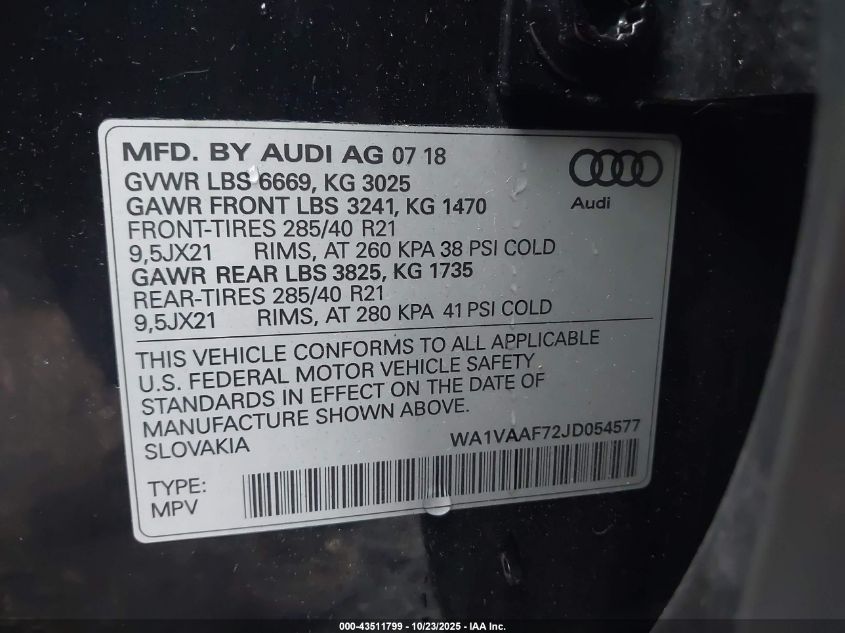 MFD. BY AUDI AG 07 18
GVWR LBS 6669, KG 3025
GAWR FRONT LBS 3241, KG 1470
FRONT-TIRES 285/40 R21
9,5JX21 RIMS, AT 260 KPA 38 PSI COLD
GAWR REAR LBS 3825, KG 1735
REAR-TIRES 285/40 R21
9,5JX21 RIMS, AT 280 KPA 41 PSI COLD
Audi
THIS VEHICLE CONFORMS TO ALL APPLICABLE
U.S. FEDERAL MOTOR VEHICLE SAFETY
STANDARDS IN EFFECT ON THE DATE OF
MANUFACTURE SHOWN ABOVE.
SLOVAKIA WA1VAAF72JD054577
TYPE:
MPV
000-43511799 - 10/23/2025 - IAA Inc.